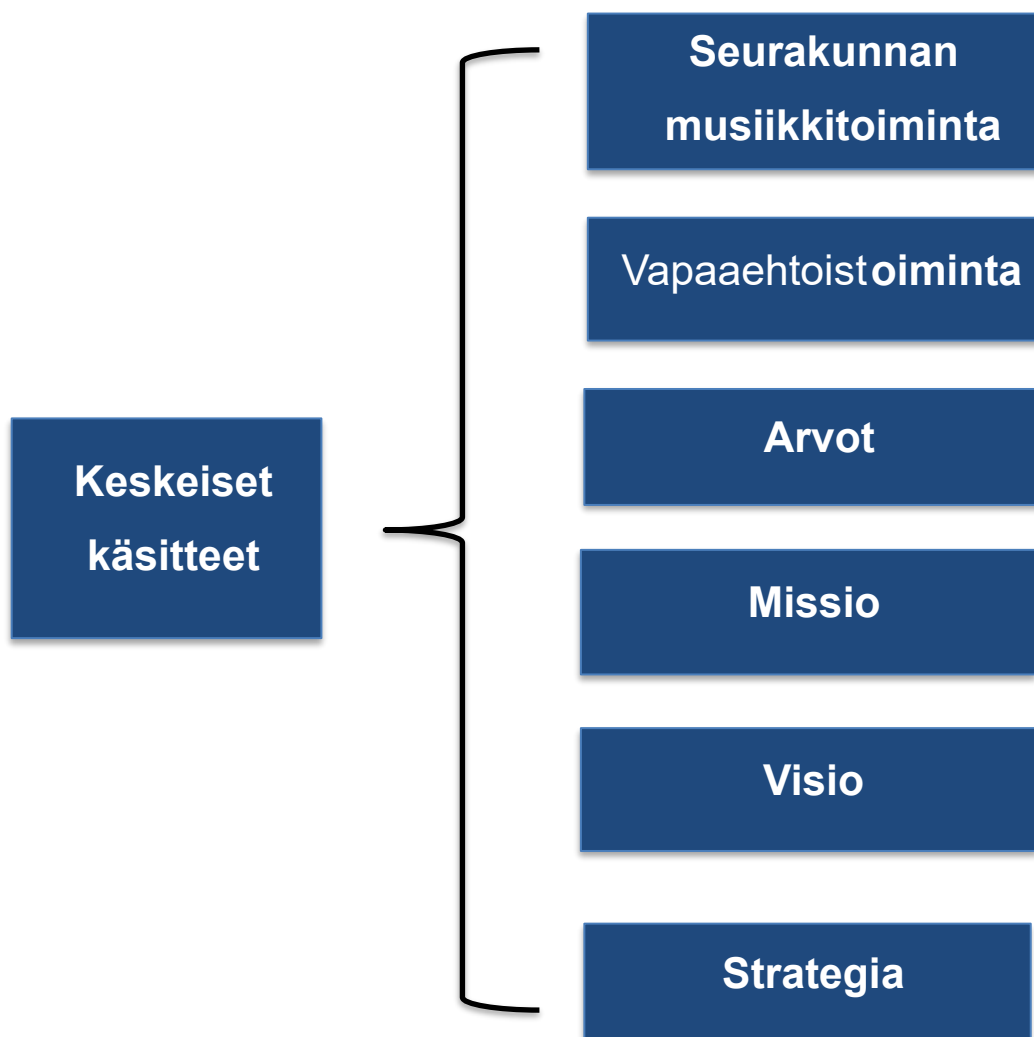 Seurakunnan
musiikkitoiminta
Vapaaehtoistoiminta
Arvot
Keskeiset
käsitteet
Missio
Visio
Strategia